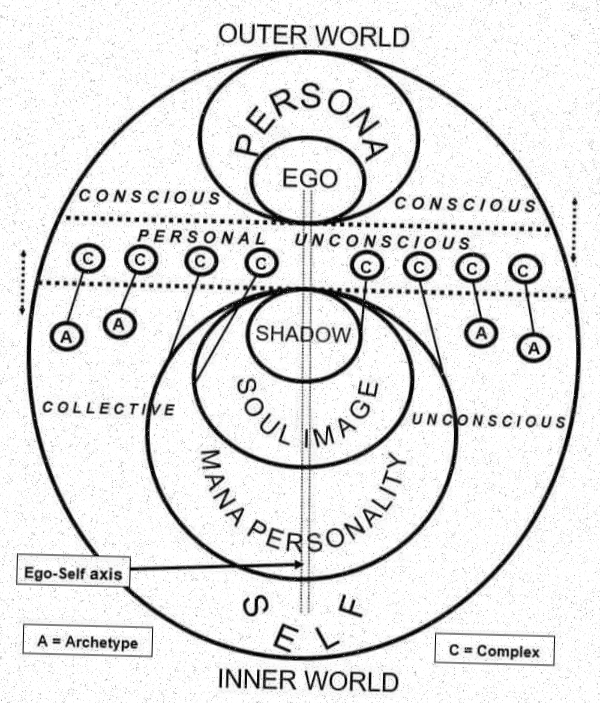 OUTER WORLD
PERSONA
EGO
CONSCIOUS CONSCIOUS
PERSONAL UNCONSCIOUS
C C C C C C C C
A A A A
SHADOW
SOUL IMAGE
COLLECTIVE UNCONSCIOUS
MANA PERSONALITY
Ego-Self axis
SELF
A = Archetype
C = Complex
INNER WORLD